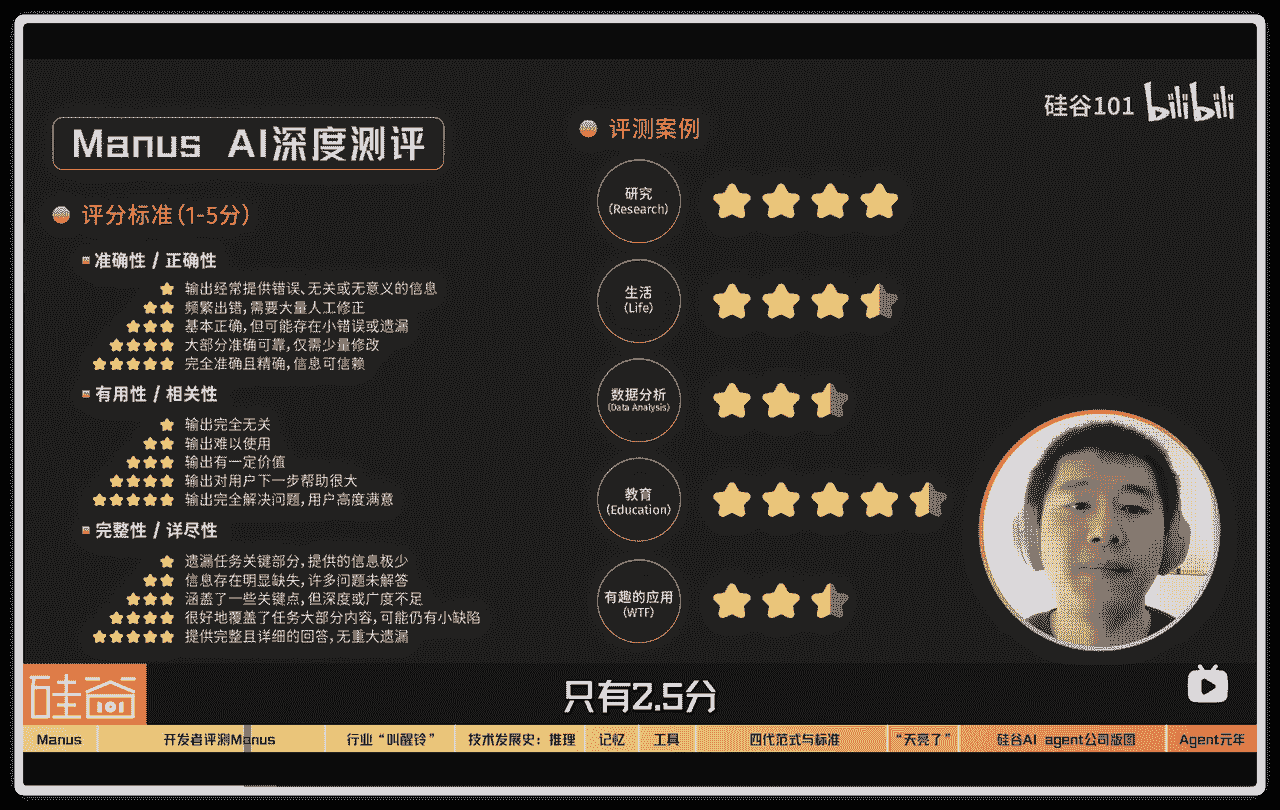 硅谷101 bilibili
Manus AI深度测评
评分标准(1-5分)
准确性 / 正确性
输出经常提供错误、无关或无意义的信息
频繁出错,需要大量人工修正
基本正确,但可能存在小错误或遗漏
大部分准确可靠,仅需少量修改
完全准确且精确,信息可信赖
有用性 / 相关性
输出完全无关
输出难以使用
输出有一定价值
输出对用户下一步帮助很大
输出完全解决问题,用户高度满意
完整性 / 详尽性
遗漏任务关键部分,提供的信息极少
信息存在明显缺失,许多问题未解答
涵盖了一些关键点,但深度或广度不足
很好地覆盖了任务大部分内容,可能仍有小缺陷
提供完整且详细的回答,无重大遗漏
评测案例
研究
(Research)
生活
(Life)
数据分析
(Data Analysis)
教育
(Education)
有趣的应用
(WTF)
硅谷
101
只有2.5分
Manus 开发者评测Manus 行业“叫醒铃” 技术发展史：推理 记忆 工具 四代范式与标准 “天亮了” 硅谷AI agent公司版图 Agent元年